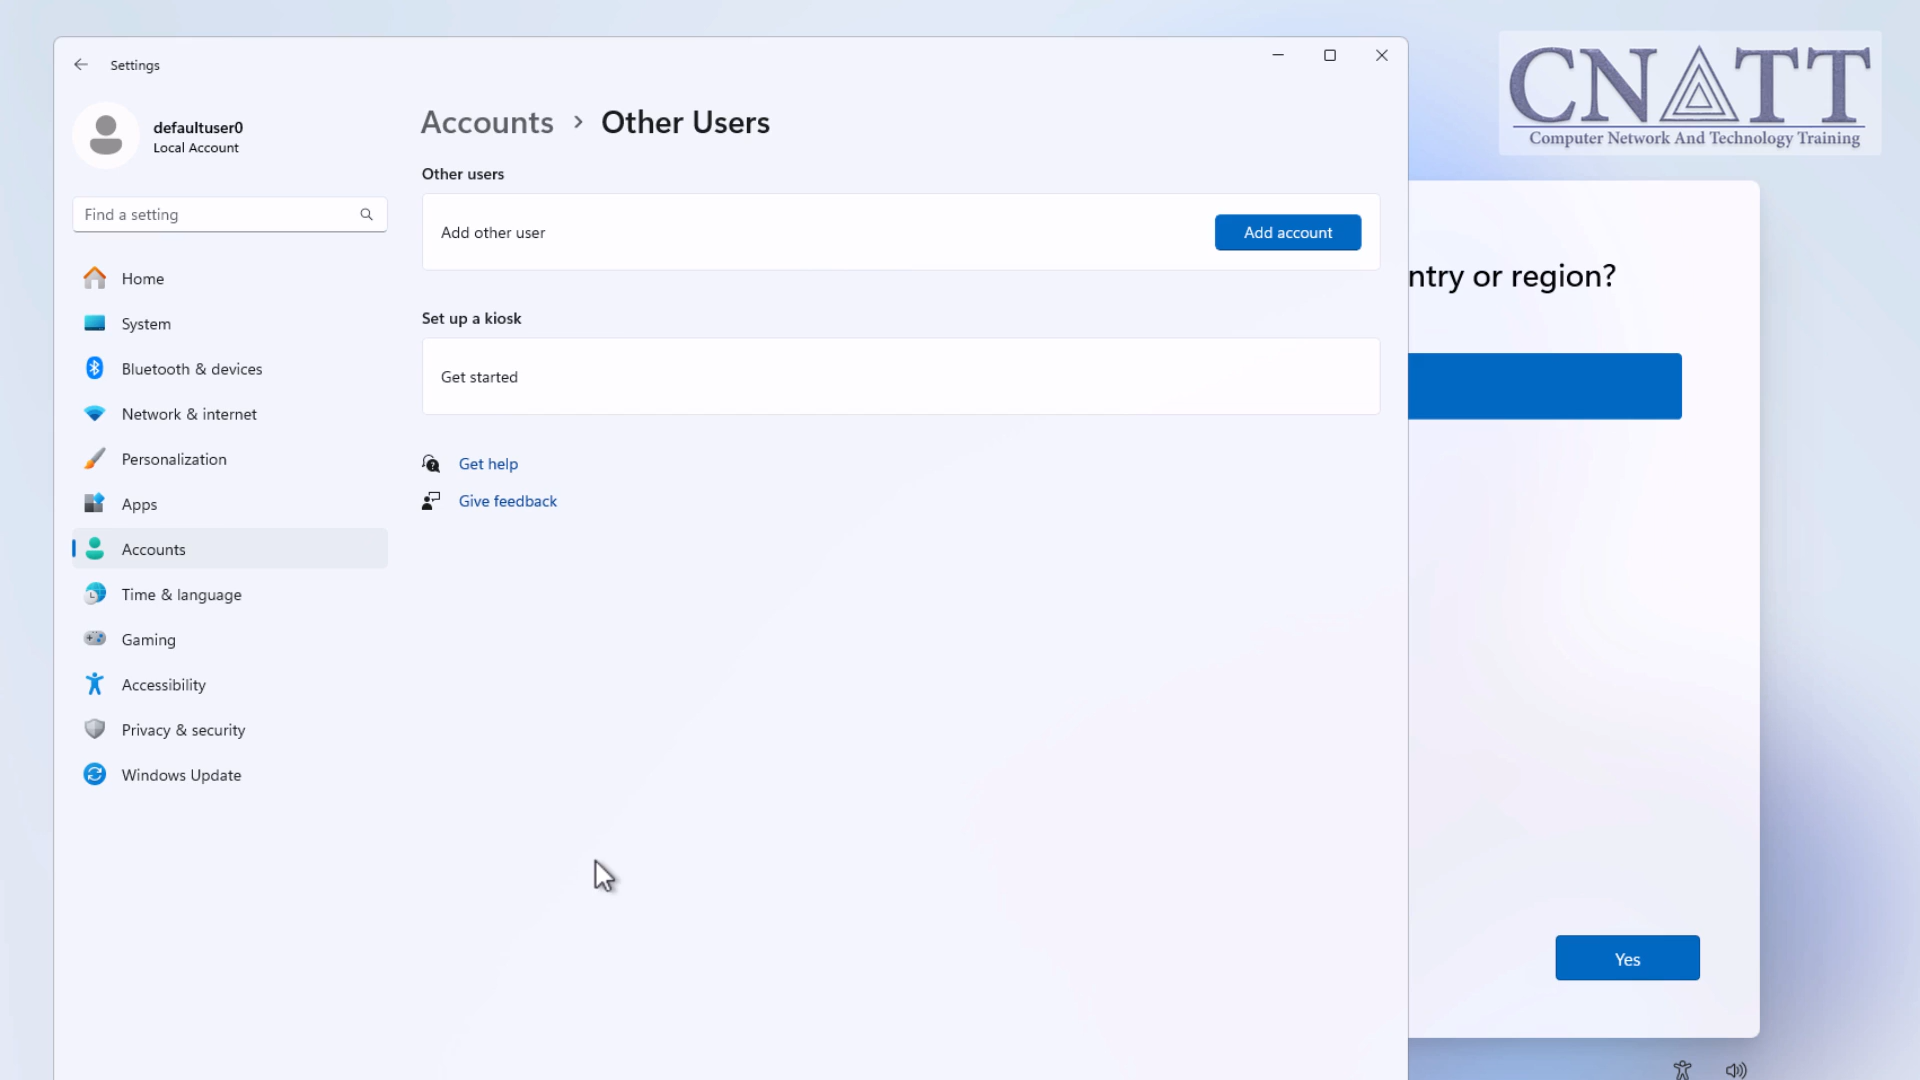 Settings
CNATT
Computer Network And Technology Training
defaultuser0
Local Account
Find a setting
Home
System
Bluetooth & devices
Network & internet
Personalization
Apps
Accounts
Time & language
Gaming
Accessibility
Privacy & security
Windows Update
Accounts > Other Users
Other users
Add other user
Add account
Set up a kiosk
Get started
Get help
Give feedback
ntry or region?
Yes